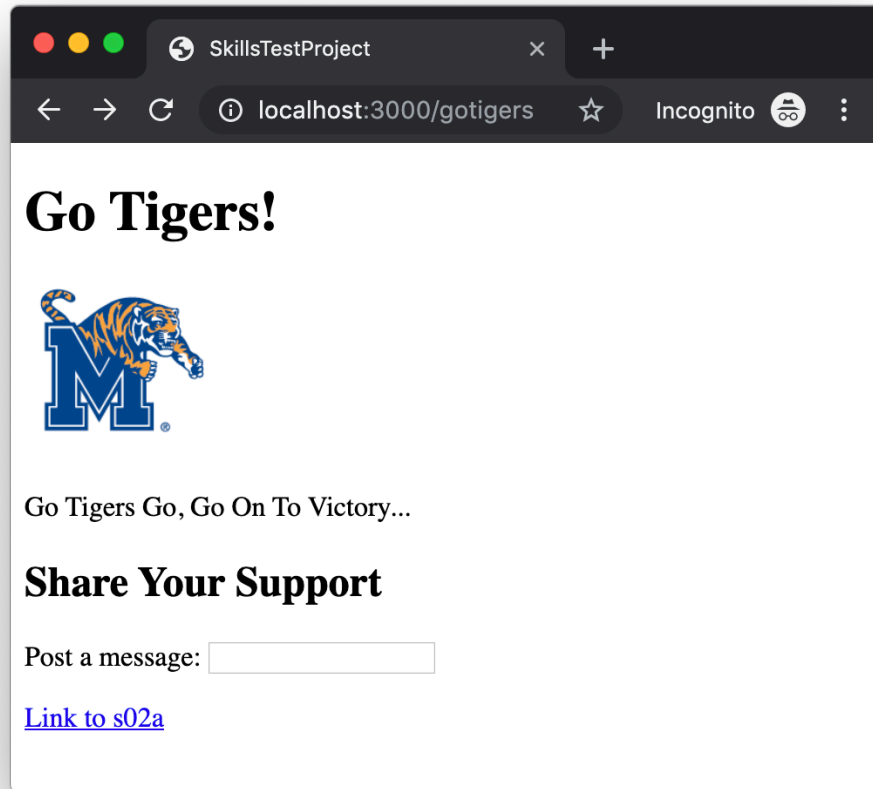 SkillsTestProject
localhost:3000/gotigers
Incognito
Go Tigers!
M
®
Go Tigers Go, Go On To Victory...
Share Your Support
Post a message:
Link to s02a